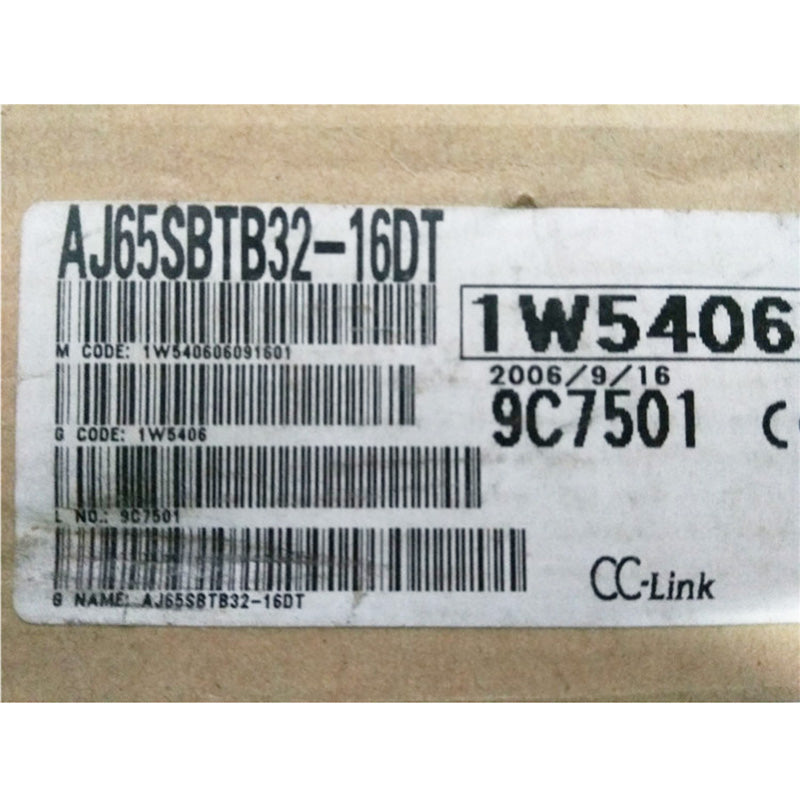 AJ65SBTB32-16DT
M CODE: 1W540606091601
1W5406
2006/9/16
9C7501
G CODE: 1W5406
L NO.: 9C7501
G NAME: AJ65SBTB32-16DT
CC-Link